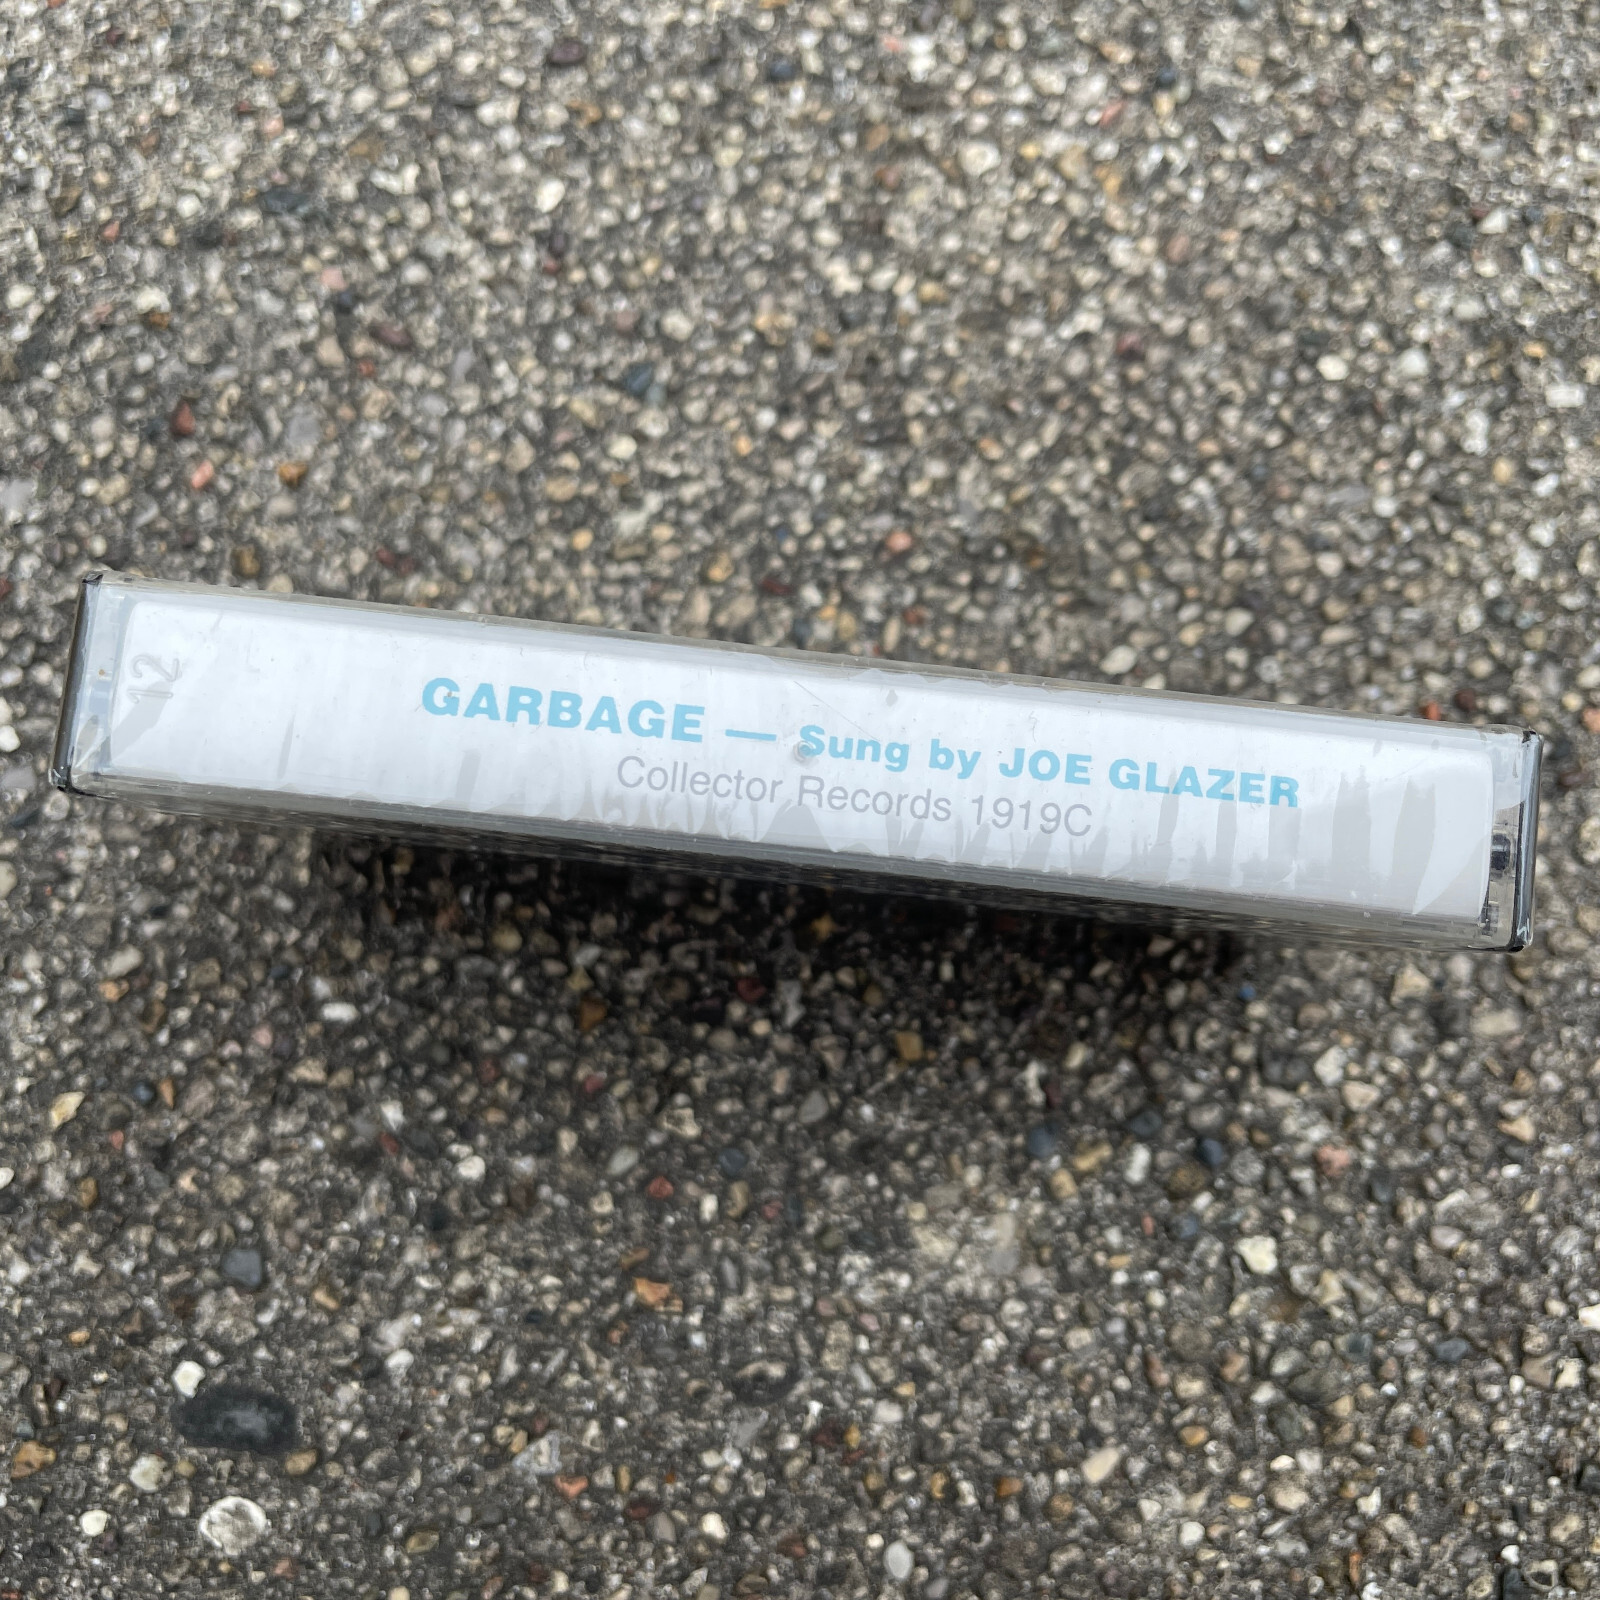 GARBAGE — Sung by JOE GLAZER
Collector Records 1919C
12